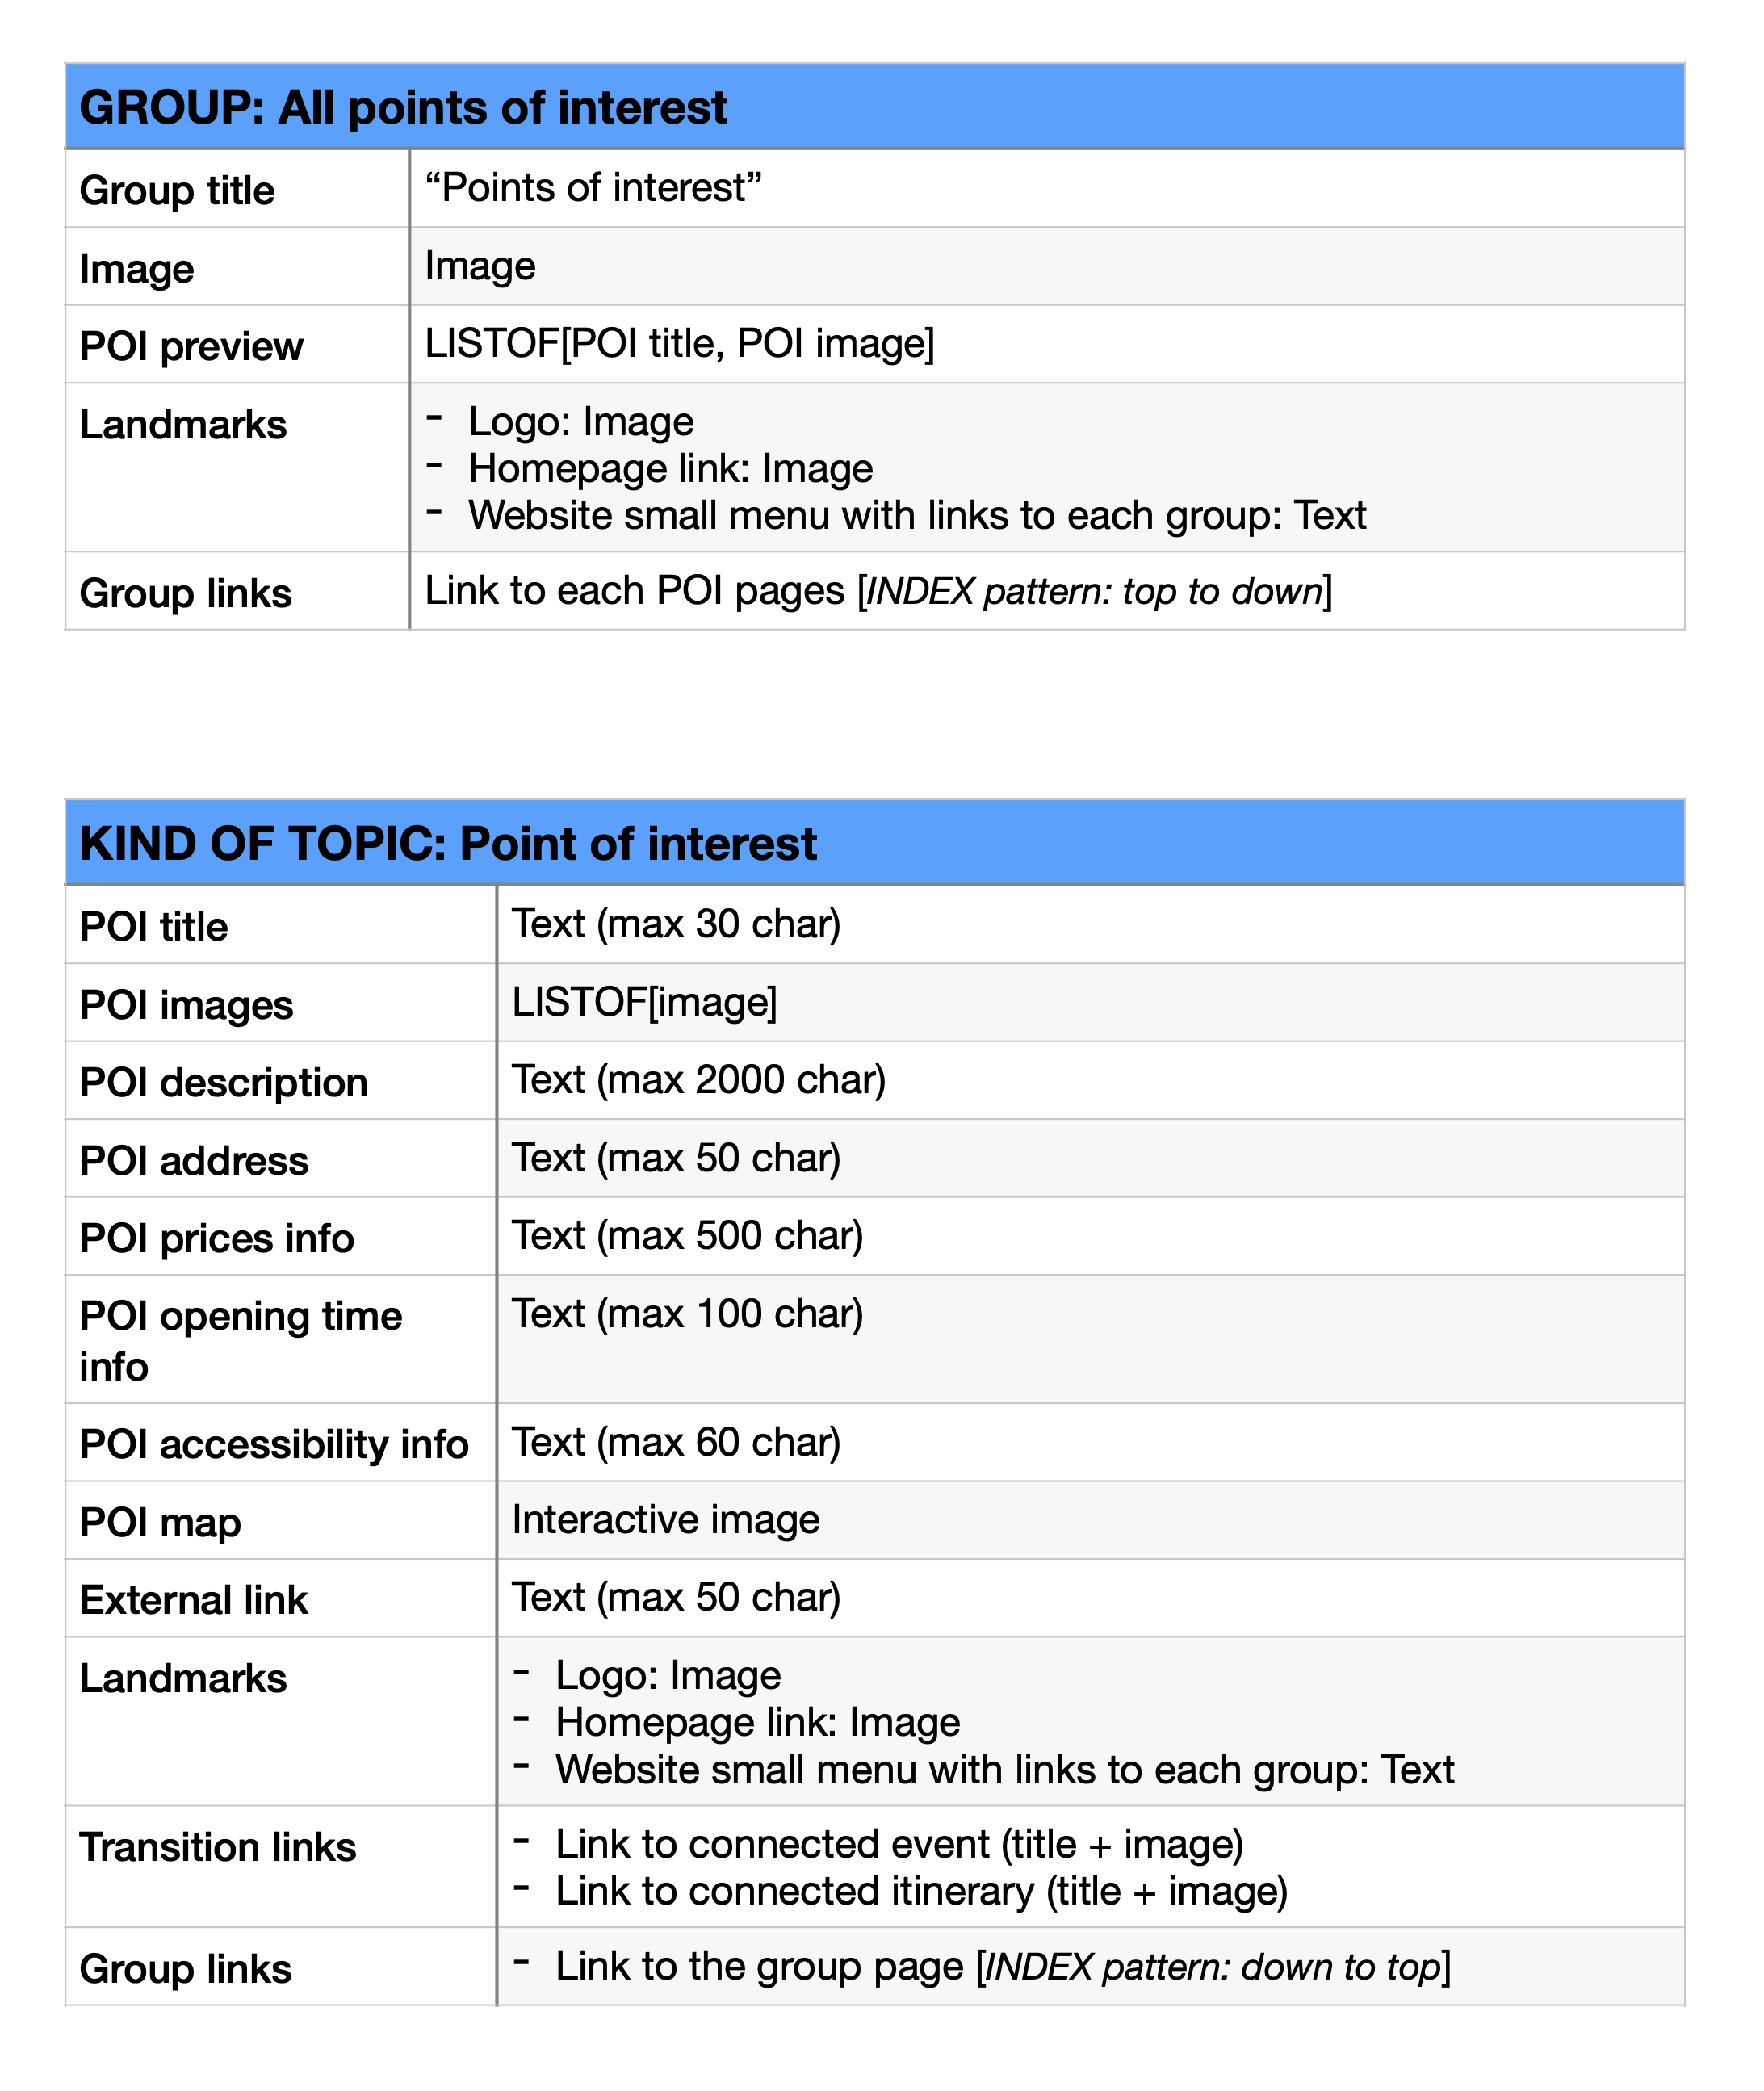 GROUP: All points of interest
Group title “Points of interest”
Image Image
POI preview LISTOF[POI title, POI image]
Landmarks - Logo: Image
- Homepage link: Image
- Website small menu with links to each group: Text
Group links Link to each POI pages [INDEX pattern: top to down]
KIND OF TOPIC: Point of interest
POI title Text (max 30 char)
POI images LISTOF[image]
POI description Text (max 2000 char)
POI address Text (max 50 char)
POI prices info Text (max 500 char)
POI opening time Text (max 100 char)
info
POI accessibility info Text (max 60 char)
POI map Interactive image
External link Text (max 50 char)
Landmarks - Logo: Image
- Homepage link: Image
- Website small menu with links to each group: Text
Transition links - Link to connected event (title + image)
- Link to connected itinerary (title + image)
Group links - Link to the group page [INDEX pattern: down to top]